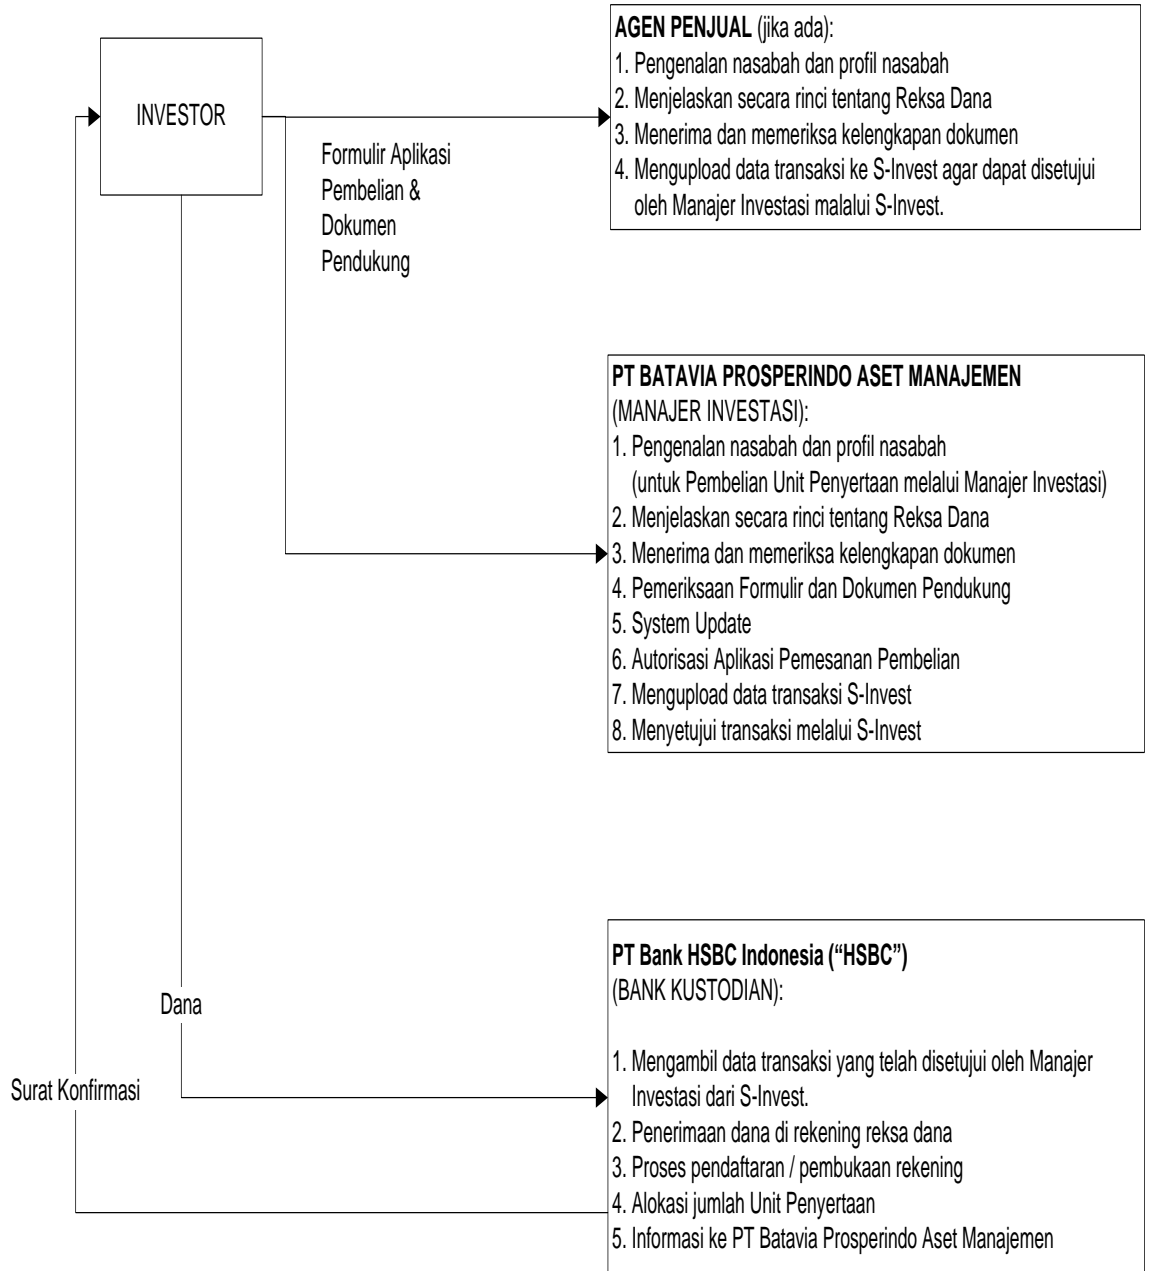 AGEN PENJUAL (jika ada):
1. Pengenalan nasabah dan profil nasabah
2. Menjelaskan secara rinci tentang Reksa Dana
3. Menerima dan memeriksa kelengkapan dokumen
4. Mengupload data transaksi ke S-Invest agar dapat disetujui
oleh Manajer Investasi malalui S-Invest.
INVESTOR
Formulir Aplikasi
Pembelian &
Dokumen
Pendukung
PT BATAVIA PROSPERINDO ASET MANAJEMEN
(MANAJER INVESTASI):
1. Pengenalan nasabah dan profil nasabah
(untuk Pembelian Unit Penyertaan melalui Manajer Investasi)
2. Menjelaskan secara rinci tentang Reksa Dana
3. Menerima dan memeriksa kelengkapan dokumen
4. Pemeriksaan Formulir dan Dokumen Pendukung
5. System Update
6. Autorisasi Aplikasi Pemesanan Pembelian
7. Mengupload data transaksi S-Invest
8. Menyetujui transaksi melalui S-Invest
Dana
Surat Konfirmasi
PT Bank HSBC Indonesia (“HSBC”)
(BANK KUSTODIAN):
1. Mengambil data transaksi yang telah disetujui oleh Manajer
Investasi dari S-Invest.
2. Penerimaan dana di rekening reksa dana
3. Proses pendaftaran / pembukaan rekening
4. Alokasi jumlah Unit Penyertaan
5. Informasi ke PT Batavia Prosperindo Aset Manajemen